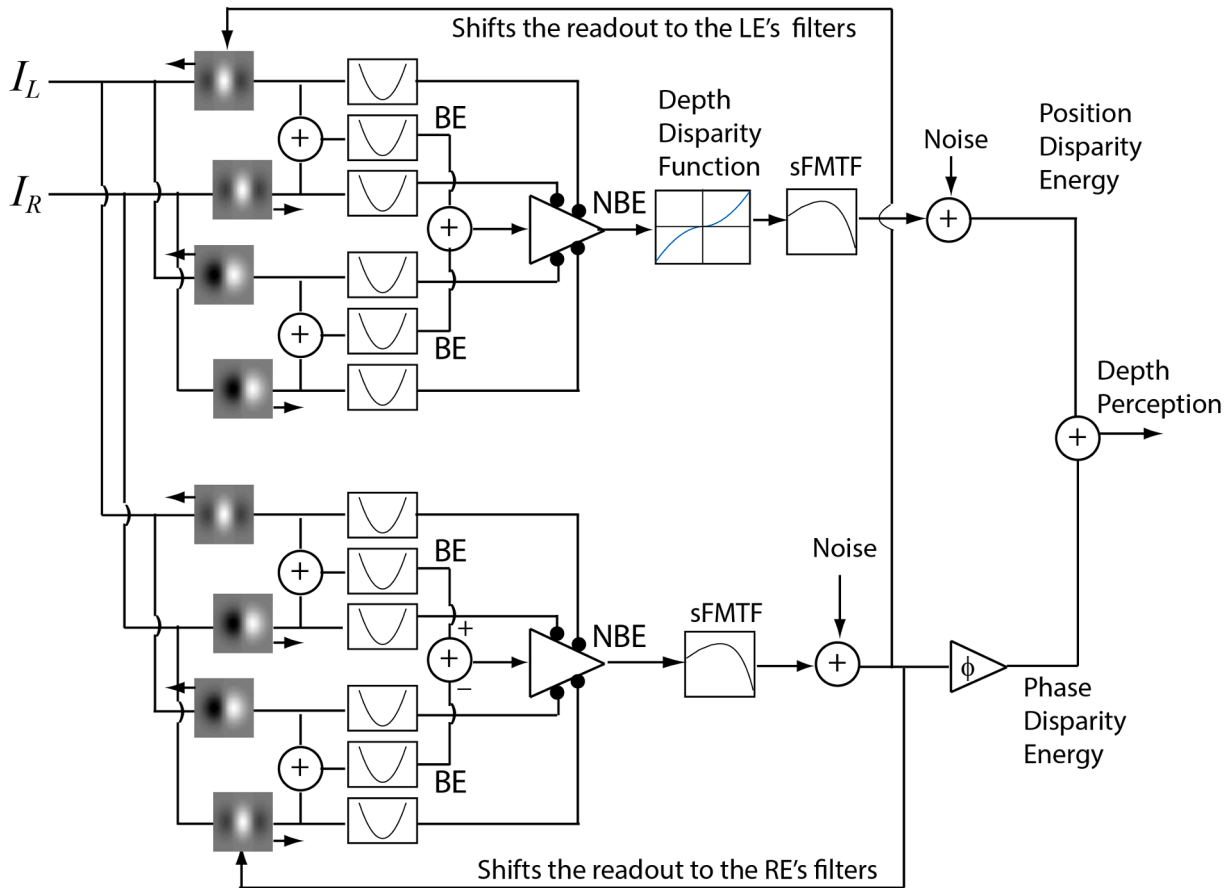 Shifts the readout to the LE's filters
I_L
I_R
BE
BE
NBE
Depth
Disparity
Function
sFMTF
Noise
Position
Disparity
Energy
+
+
+
+
Depth
Perception
+
BE
BE
+
−
NBE
sFMTF
Noise
+
+
+
+
ϕ
Phase
Disparity
Energy
Shifts the readout to the RE's filters